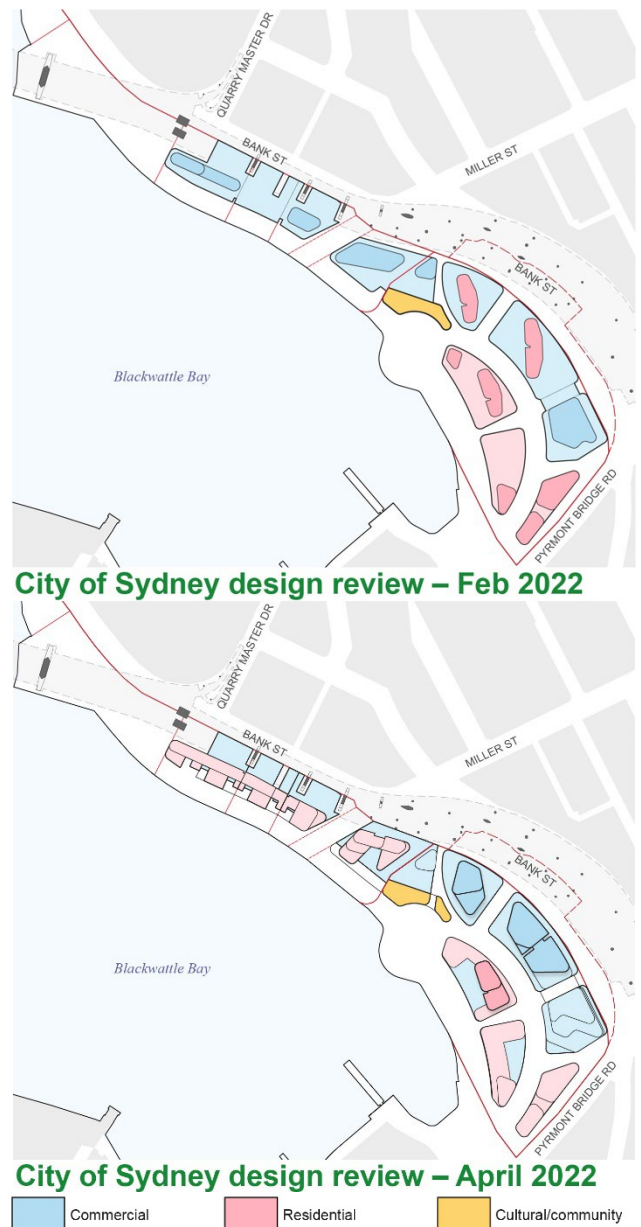 QUARRY MASTER DR
BANK ST
MILLER ST
BANK ST
Blackwattle Bay
PYRMONT BRIDGE RD
City of Sydney design review – Feb 2022
QUARRY MASTER DR
BANK ST
MILLER ST
BANK ST
Blackwattle Bay
PYRMONT BRIDGE RD
City of Sydney design review – April 2022
Commercial
Residential
Cultural/community